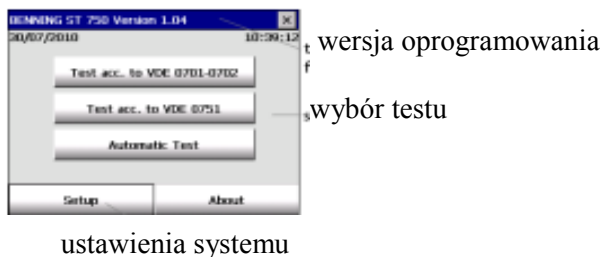 BENNING ST 750 Version 1.04
30/07/2010 10:39:12
t wersja oprogramowania
f
Test acc. to VDE 0701-0702
Test acc. to VDE 0751
s wybór testu
Automatic Test
Setup About
ustawienia systemu